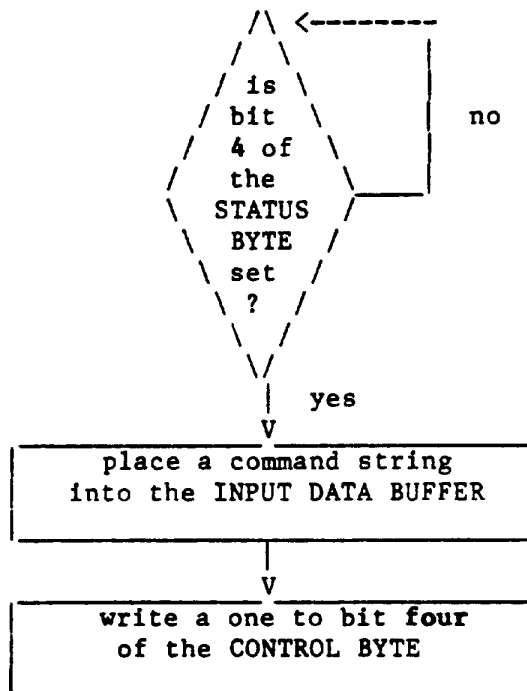 is
bit
no
4 of
the
STATUS
BYTE
set
?
yes
V
place a command string
into the INPUT DATA BUFFER
V
write a one to bit four
of the CONTROL BYTE